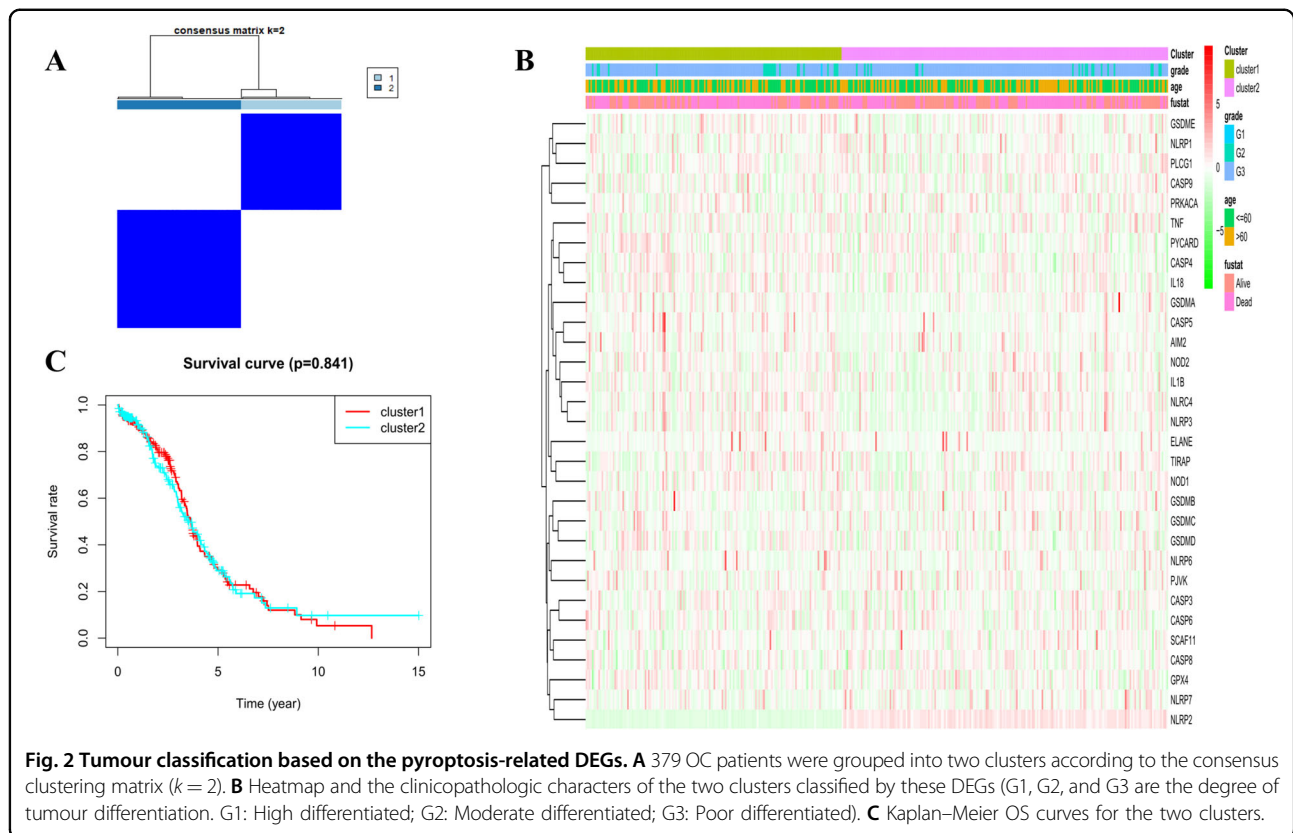 A
consensus matrix k=2
1
2
B
Cluster
grade
age
fustat
GSDME
NLRP1
PLCG1
CASP9
PRKACA
TNF
PYCARD
CASP4
IL18
GSDMA
CASP5
AIM2
NOD2
IL1B
NLRC4
NLRP3
ELANE
TIRAP
NOD1
GSDMB
GSDMC
GSDMD
NLRP6
PJVK
CASP3
CASP6
SCAF11
CASP8
GPX4
NLRP7
NLRP2
5
0
−5
Cluster
cluster1
cluster2
grade
G1
G2
G3
age
<=60
>60
fustat
Alive
Dead
C
Survival curve (p=0.841)
cluster1
cluster2
Survival rate
1.0
0.8
0.6
0.4
0.2
0.0
0 5 10 15
Time (year)
Fig. 2 Tumour classification based on the pyroptosis-related DEGs. A 379 OC patients were grouped into two clusters according to the consensus
clustering matrix (k = 2). B Heatmap and the clinicopathologic characters of the two clusters classified by these DEGs (G1, G2, and G3 are the degree of
tumour differentiation. G1: High differentiated; G2: Moderate differentiated; G3: Poor differentiated). C Kaplan–Meier OS curves for the two clusters.